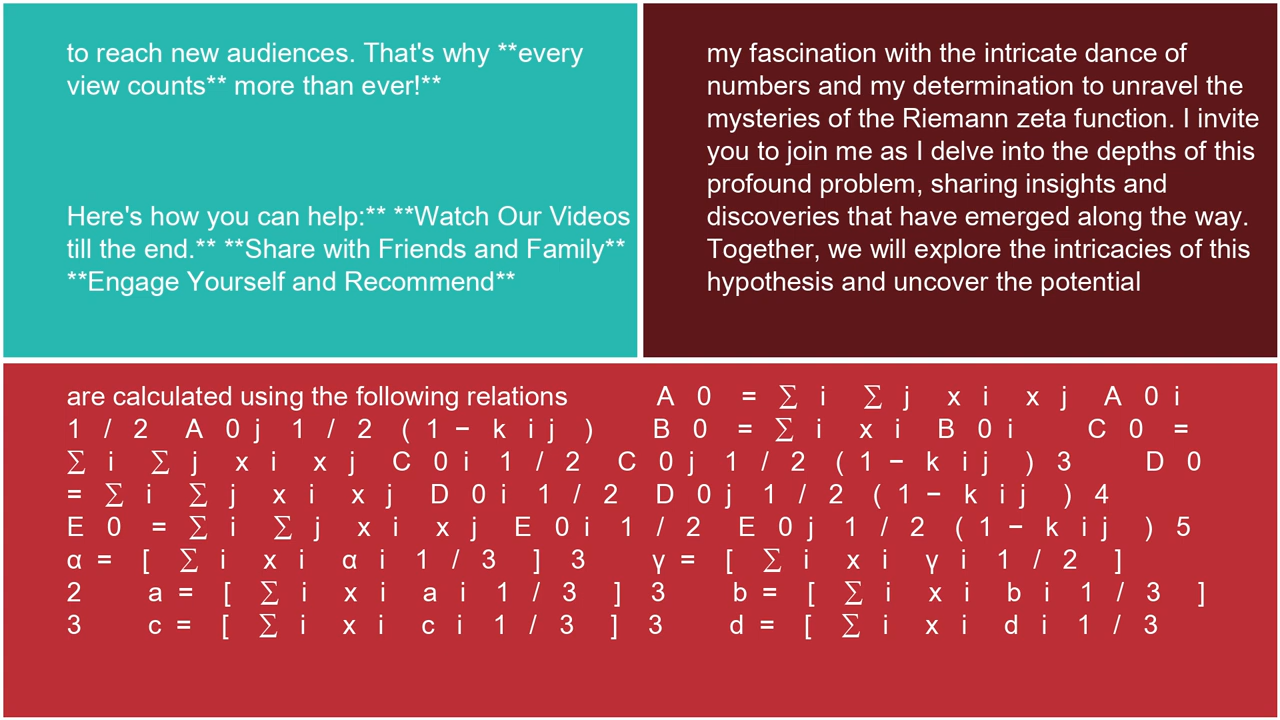 to reach new audiences. That's why **every
view counts** more than ever!**
Here's how you can help:** **Watch Our Videos
till the end.** **Share with Friends and Family**
**Engage Yourself and Recommend**
my fascination with the intricate dance of
numbers and my determination to unravel the
mysteries of the Riemann zeta function. I invite
you to join me as I delve into the depths of this
profound problem, sharing insights and
discoveries that have emerged along the way.
Together, we will explore the intricacies of this
hypothesis and uncover the potential
are calculated using the following relations A 0 = ∑ i ∑ j x i x j A 0 i
1 / 2 A 0 j 1 / 2 ( 1 − k i j ) B 0 = ∑ i x i B 0 i C 0 =
∑ i ∑ j x i x j C 0 i 1 / 2 C 0 j 1 / 2 ( 1 − k i j ) 3 D 0
= ∑ i ∑ j x i x j D 0 i 1 / 2 D 0 j 1 / 2 ( 1 − k i j ) 4
E 0 = ∑ i ∑ j x i x j E 0 i 1 / 2 E 0 j 1 / 2 ( 1 − k i j ) 5
α = [ ∑ i x i α i 1 / 3 ] 3 γ = [ ∑ i x i γ i 1 / 2 ]
2 a = [ ∑ i x i a i 1 / 3 ] 3 b = [ ∑ i x i b i 1 / 3 ]
3 c = [ ∑ i x i c i 1 / 3 ] 3 d = [ ∑ i x i d i 1 / 3